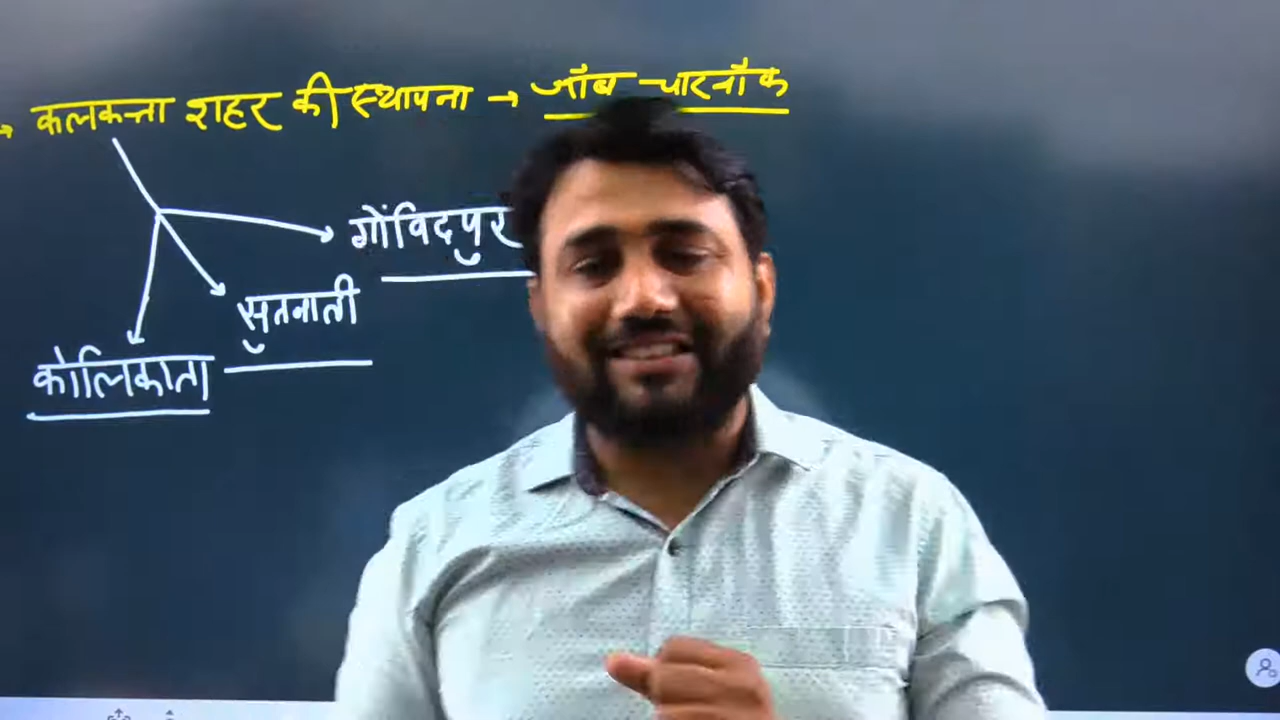 → कलकत्ता शहर की स्थापना → जॉब चारनौक
गोंविदपुर
सुतनाती
कोलिकाता